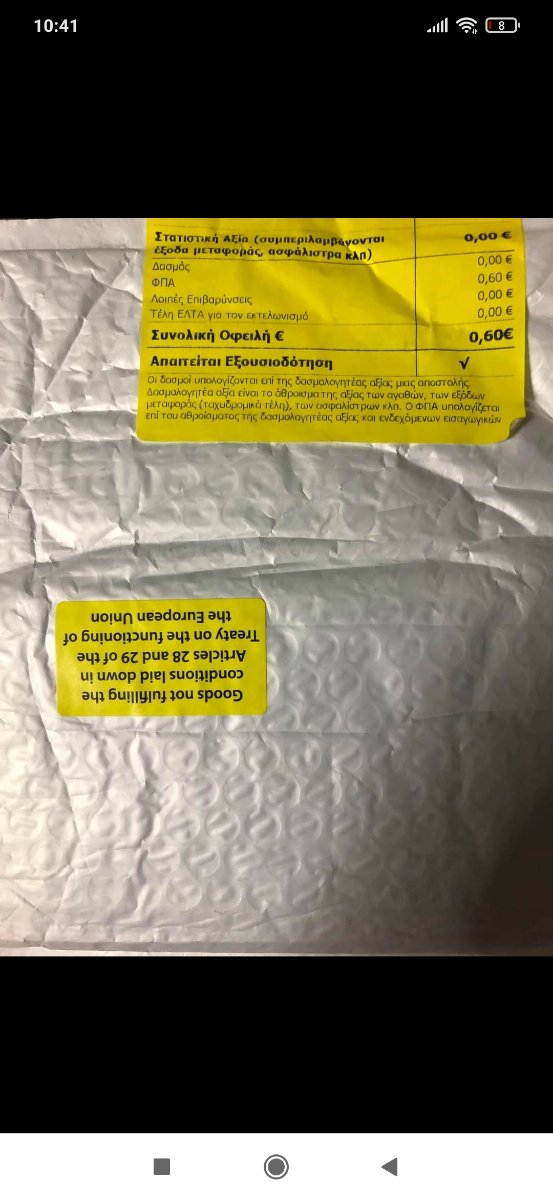 10:41
8
Στατιστική Αξία (συμπεριλαμβάνονται έξοδα μεταφοράς, ασφάλιστρα κλπ) 0,00 €
Δασμός 0,00 €
ΦΠΑ 0,60 €
Λοιπές Επιβαρύνσεις 0,00 €
Τέλη ΕΛΤΑ για τον εκτελωνισμό 0,00 €
Συνολική Οφειλή € 0,60€
Απαιτείται Εξουσιοδότηση √
Οι δασμοί υπολογίζονται επί της δασμολογητέας αξίας μιας αποστολής.
Δασμολογητέα αξία είναι το άθροισμα της αξίας των αγαθών, των εξόδων
μεταφοράς (ταχυδρομικά τέλη), των ασφαλίστρων κλπ. Ο ΦΠΑ υπολογίζεται
επί του αθροίσματος της δασμολογητέας αξίας και ενδεχόμενων εισαγωγικών
Goods not fulfilling the
conditions laid down in
Articles 28 and 29 of the
Treaty on the functioning of
the European Union